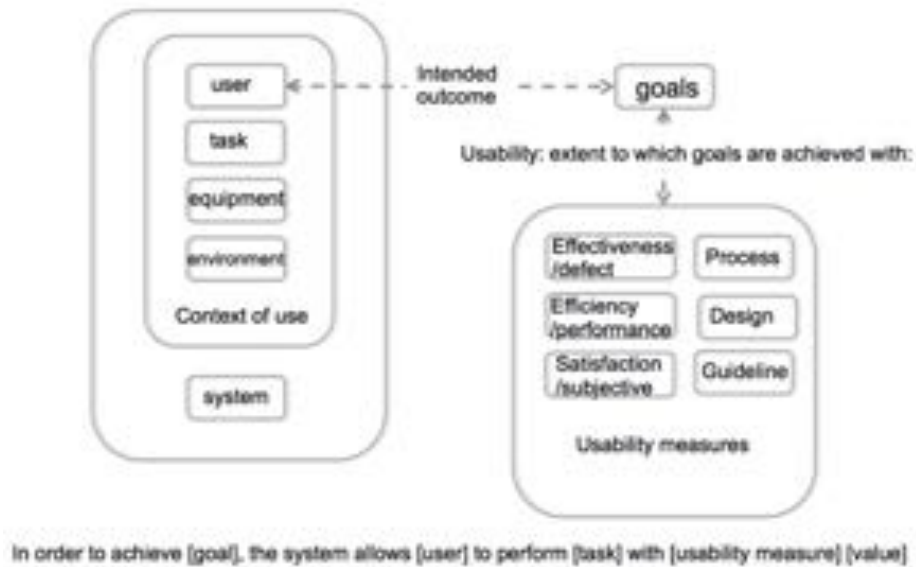 user
task
equipment
environment
Context of use
system
Intended
outcome
goals
Usability: extent to which goals are achieved with:
Effectiveness
/defect
Process
Efficiency
/performance
Design
Satisfaction
/subjective
Guideline
Usability measures
In order to achieve [goal], the system allows [user] to perform [task] with [usability measure] [value]